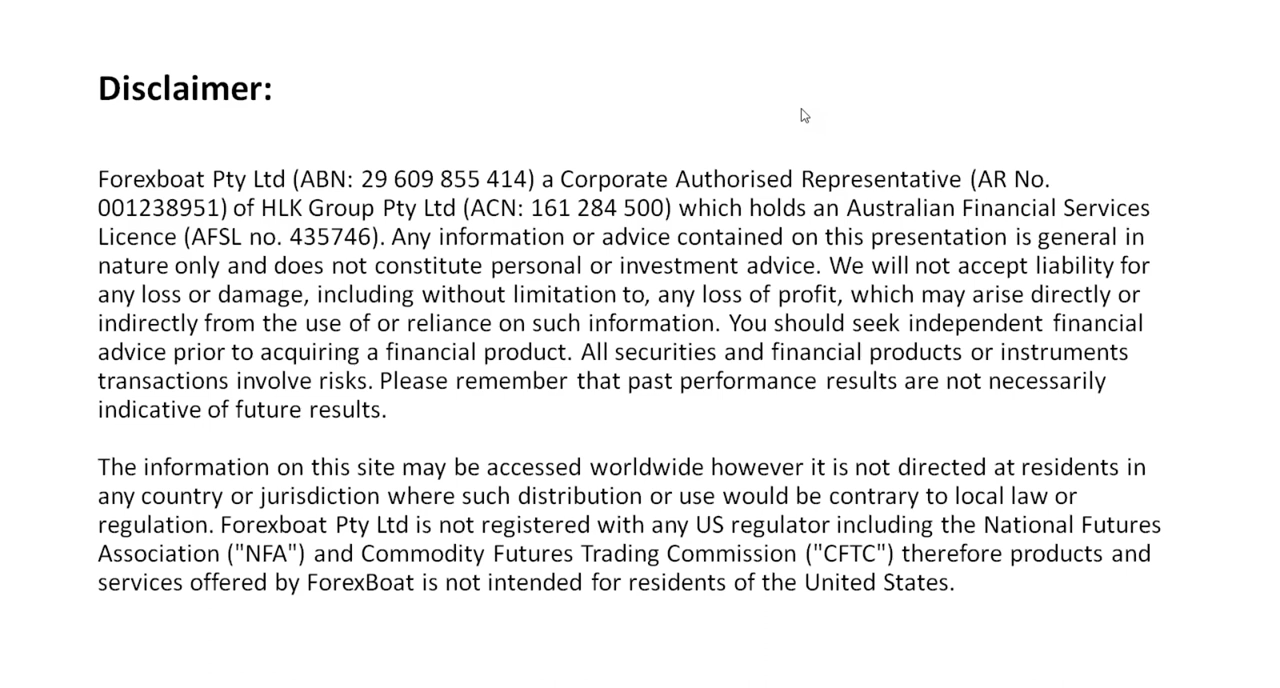 Disclaimer:
Forexboat Pty Ltd (ABN: 29 609 855 414) a Corporate Authorised Representative (AR No.
001238951) of HLK Group Pty Ltd (ACN: 161 284 500) which holds an Australian Financial Services
Licence (AFSL no. 435746). Any information or advice contained on this presentation is general in
nature only and does not constitute personal or investment advice. We will not accept liability for
any loss or damage, including without limitation to, any loss of profit, which may arise directly or
indirectly from the use of or reliance on such information. You should seek independent financial
advice prior to acquiring a financial product. All securities and financial products or instruments
transactions involve risks. Please remember that past performance results are not necessarily
indicative of future results.
The information on this site may be accessed worldwide however it is not directed at residents in
any country or jurisdiction where such distribution or use would be contrary to local law or
regulation. Forexboat Pty Ltd is not registered with any US regulator including the National Futures
Association ("NFA") and Commodity Futures Trading Commission ("CFTC") therefore products and
services offered by ForexBoat is not intended for residents of the United States.